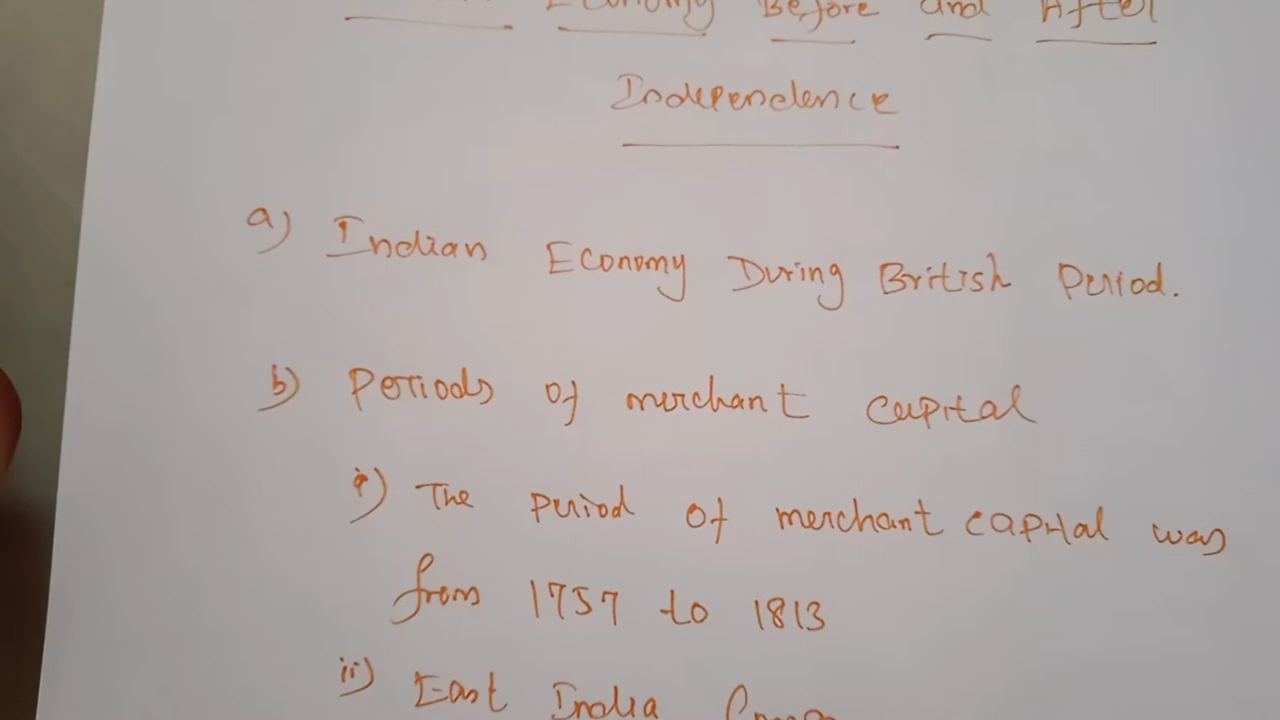 Economy Before and After
Independence
a) Indian Economy During British Period.
b) Periods of merchant capital
i) The period of merchant capital was
from 1757 to 1813
ii) East India